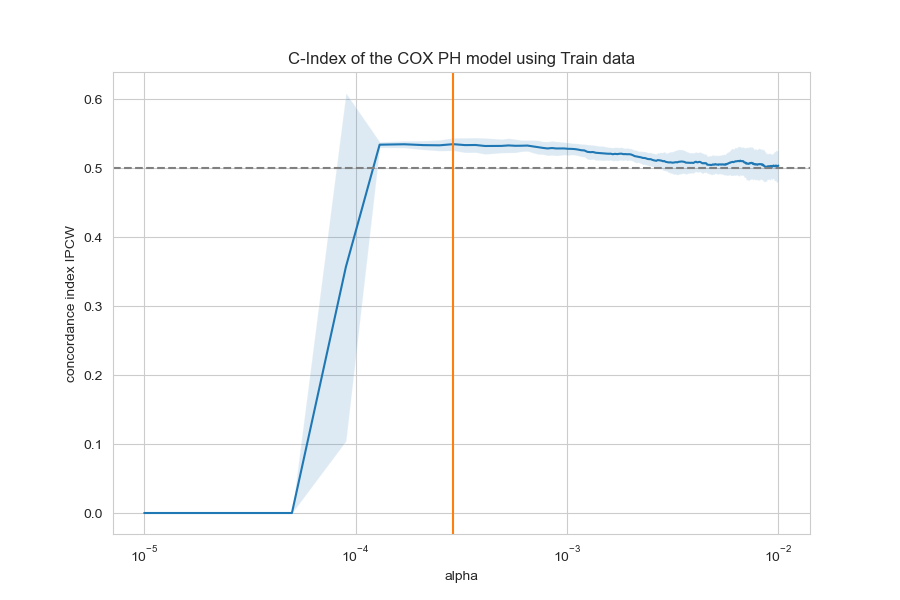 C-Index of the COX PH model using Train data
concordance index IPCW
0.6
0.5
0.4
0.3
0.2
0.1
0.0
10⁻⁵ 10⁻⁴ 10⁻³ 10⁻²
alpha